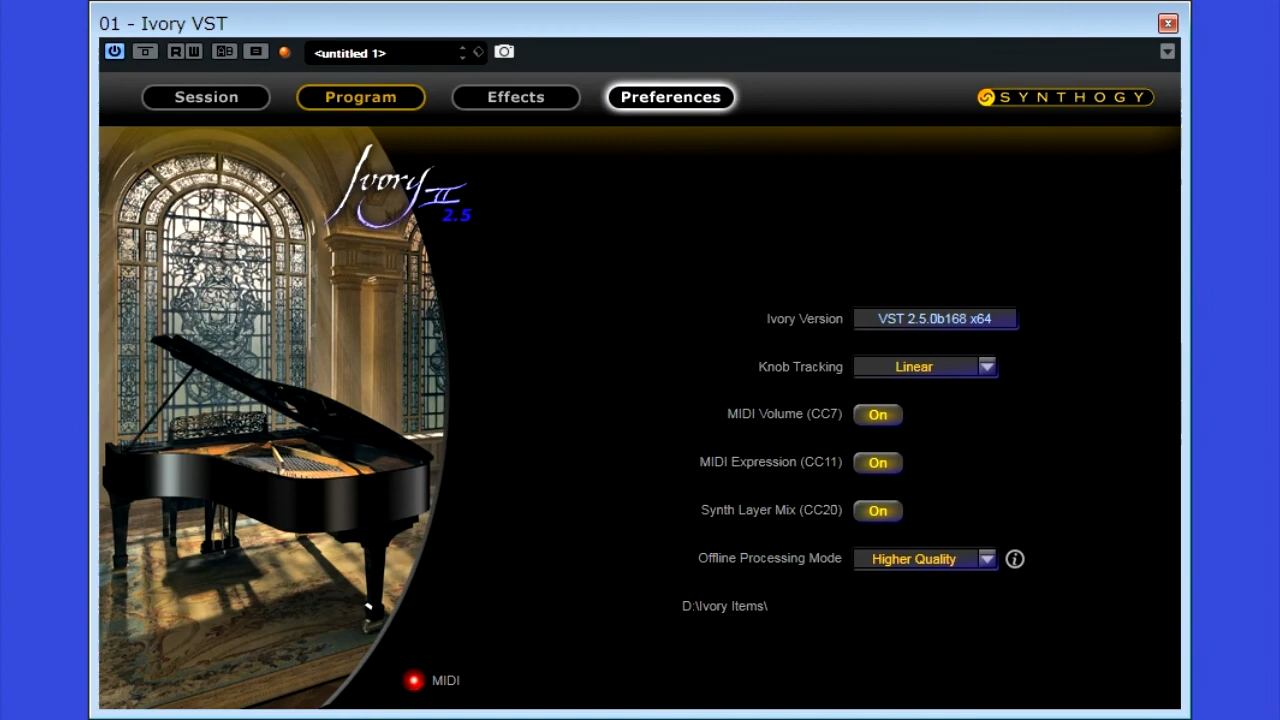 01 - Ivory VST
R W AB <untitled 1>
Session Program Effects Preferences SYNTHOGY
Ivory II
2.5
Ivory Version VST 2.5.0b168 x64
Knob Tracking Linear
MIDI Volume (CC7) On
MIDI Expression (CC11) On
Synth Layer Mix (CC20) On
Offline Processing Mode Higher Quality i
D:\Ivory Items\
MIDI